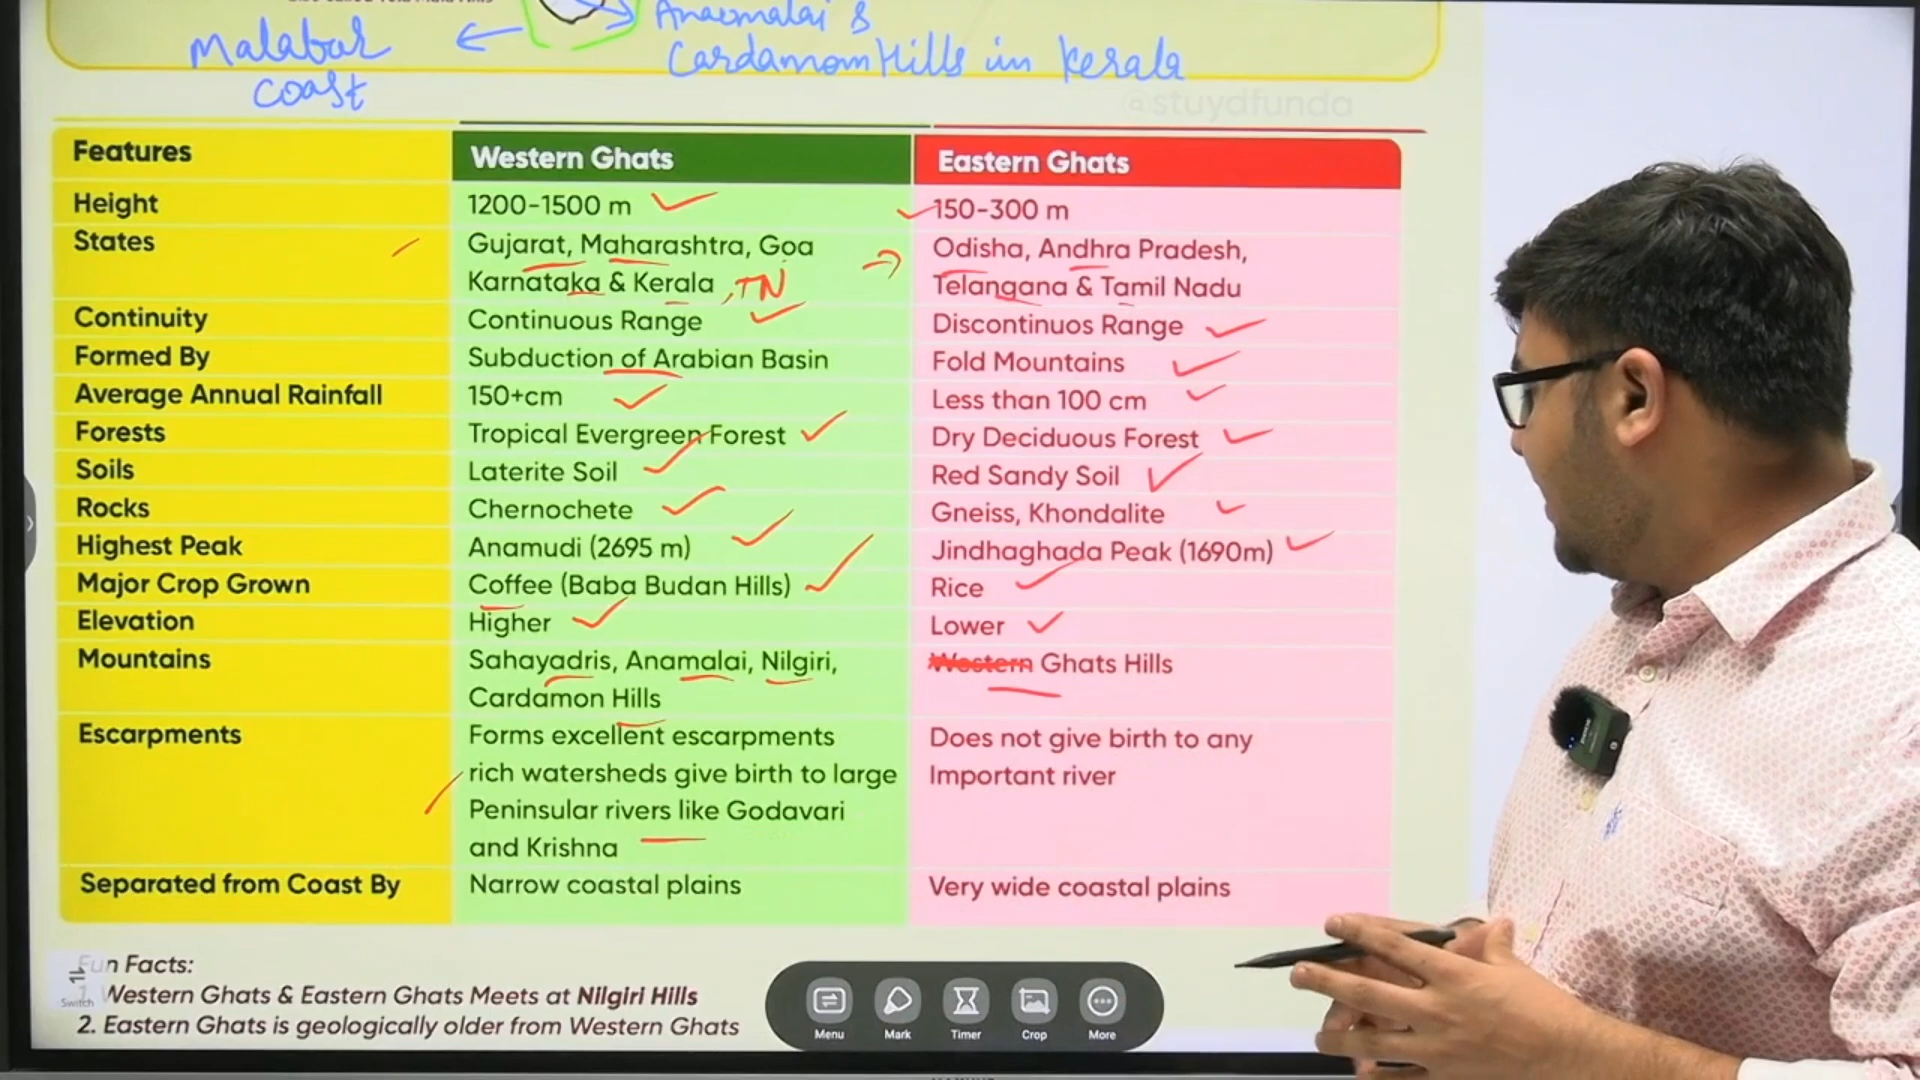 Anaimalai &
Malabar
coast
Cardamom Hills in Kerala
@stuydfunda
Features Western Ghats Eastern Ghats
Height 1200-1500 m 150-300 m
States Gujarat, Maharashtra, Goa Odisha, Andhra Pradesh,
Karnataka & Kerala ,TN Telangana & Tamil Nadu
Continuity Continuous Range Discontinuos Range
Formed By Subduction of Arabian Basin Fold Mountains
Average Annual Rainfall 150+cm Less than 100 cm
Forests Tropical Evergreen Forest Dry Deciduous Forest
Soils Laterite Soil Red Sandy Soil
Rocks Chernochete Gneiss, Khondalite
Highest Peak Anamudi (2695 m) Jindhaghada Peak (1690m)
Major Crop Grown Coffee (Baba Budan Hills) Rice
Elevation Higher Lower
Mountains Sahayadris, Anamalai, Nilgiri, Western Ghats Hills
Cardamon Hills
Escarpments Forms excellent escarpments Does not give birth to any
rich watersheds give birth to large Important river
Peninsular rivers like Godavari
and Krishna
Separated from Coast By Narrow coastal plains Very wide coastal plains
Fun Facts:
Switch
1. Western Ghats & Eastern Ghats Meets at Nilgiri Hills
2. Eastern Ghats is geologically older from Western Ghats
Menu Mark Timer Crop More